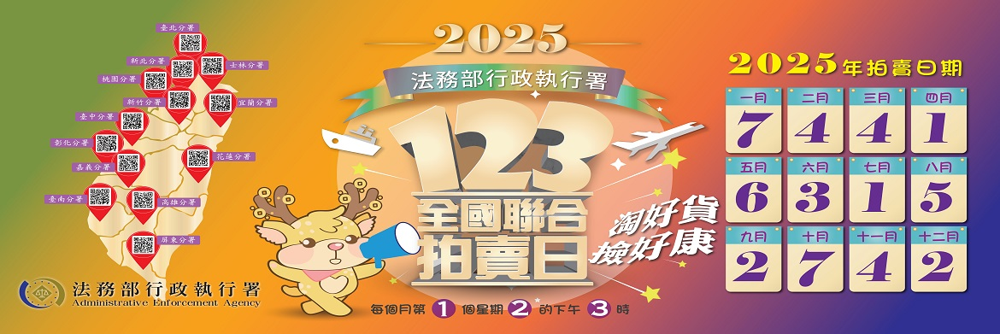 臺北分署
新北分署
士林分署
桃園分署
新竹分署
宜蘭分署
臺中分署
彰化分署
花蓮分署
嘉義分署
臺南分署
高雄分署
屏東分署
法務部行政執行署
Administrative Enforcement Agency
2025
法務部行政執行署
123
全國聯合
拍賣日
淘好貨
撿好康
每個月第 1 個星期 2 的下午 3 時
2025年拍賣日期
一月 二月 三月 四月
7 4 4 1
五月 六月 七月 八月
6 3 1 5
九月 十月 十一月 十二月
2 7 4 2